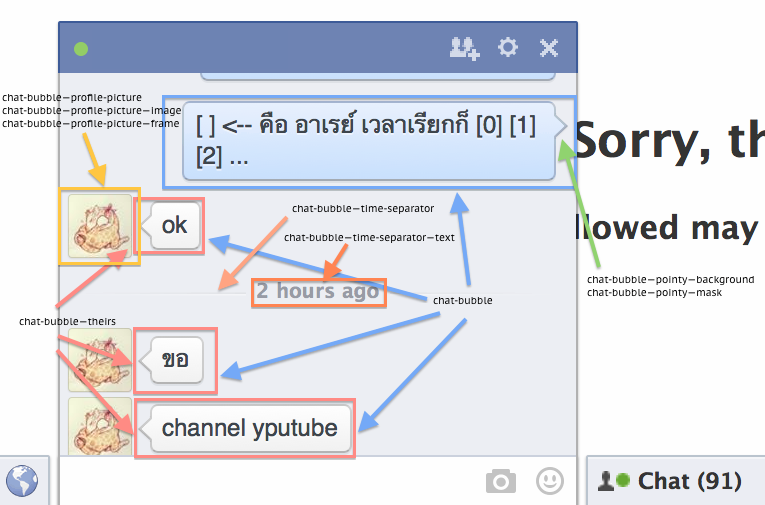 chat-bubble—profile-picture
chat-bubble—profile-picture—image
chat-bubble—profile-picture—frame
[ ] <-- คือ อาเรย์ เวลาเรียกก็ [0] [1]
[2] ...
Sorry, th
llowed may
ok
chat-bubble—time-separator
chat-bubble—time-separator—text
2 hours ago
chat-bubble—pointy—background
chat-bubble—pointy—mask
chat-bubble
chat-bubble—theirs
ขอ
channel yputube
Chat (91)